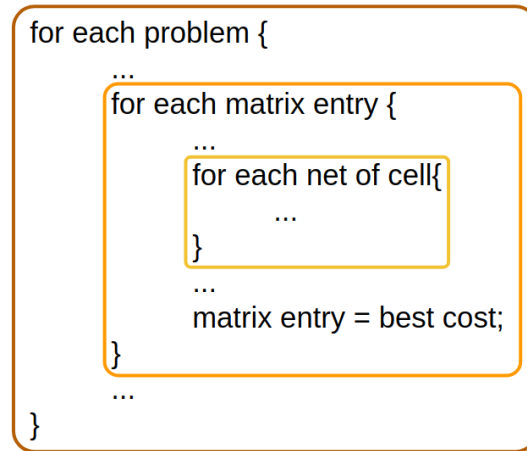 for each problem {
...
for each matrix entry {
...
for each net of cell{
...
}
...
matrix entry = best cost;
}
...
}